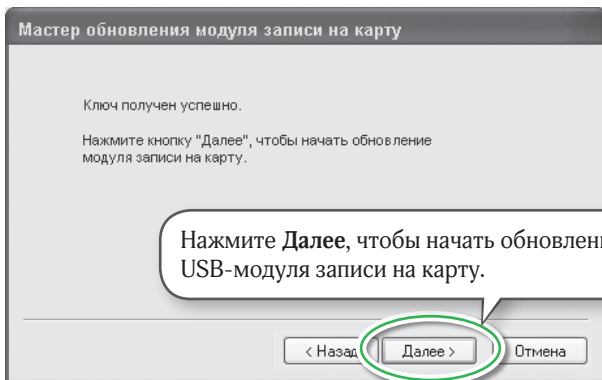 Мастер обновления модуля записи на карту
Ключ получен успешно.
Нажмите кнопку "Далее", чтобы начать обновление
модуля записи на карту.
Нажмите Далее, чтобы начать
USB-модуля записи на карту.
< Назад
Далее >
Отмена